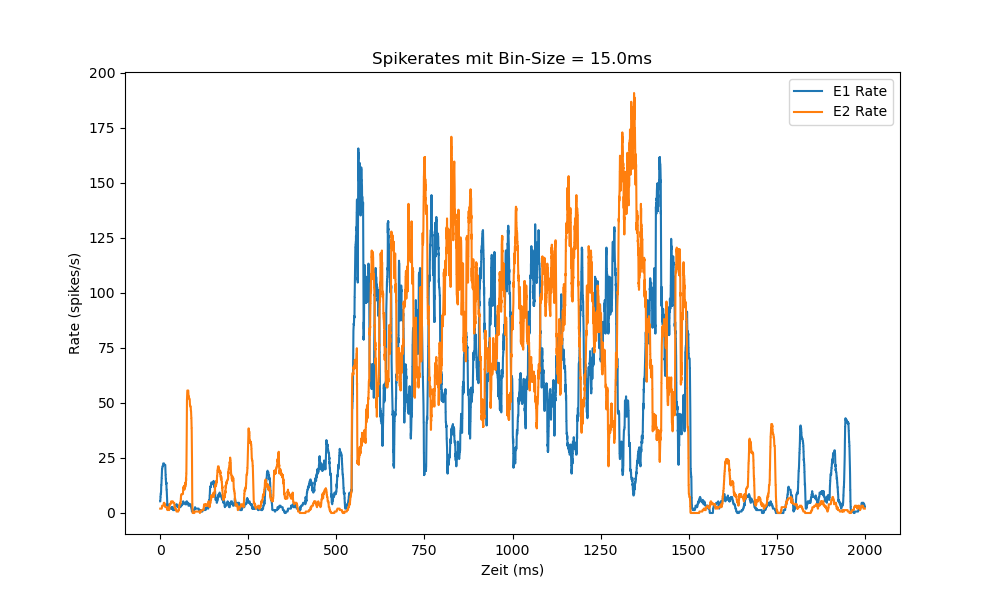 Spikerates mit Bin-Size = 15.0ms
E1 Rate
E2 Rate
200
175
150
125
100
75
50
25
0
Rate (spikes/s)
0 250 500 750 1000 1250 1500 1750 2000
Zeit (ms)